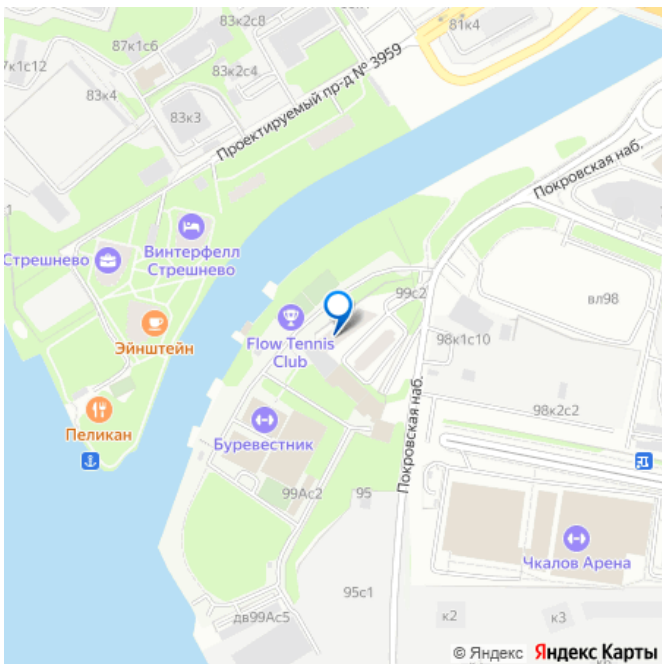 83к2с8
81к4
87к1с6
7к1с12
83к2с4
83к4
83к3
Проектируемый пр-д № 3959
Покровская наб.
1
Стрешнево
Винтерфелл
Стрешнево
99с2
вл98
Flow Tennis
Club
98к1с10
Эйнштейн
Пеликан
Буревестник
Покровская наб.
98к2с2
99Ас2
95
Чкалов Арена
95с1
дв99Ас5
к2
к3
© Яндекс Яндекс Карты